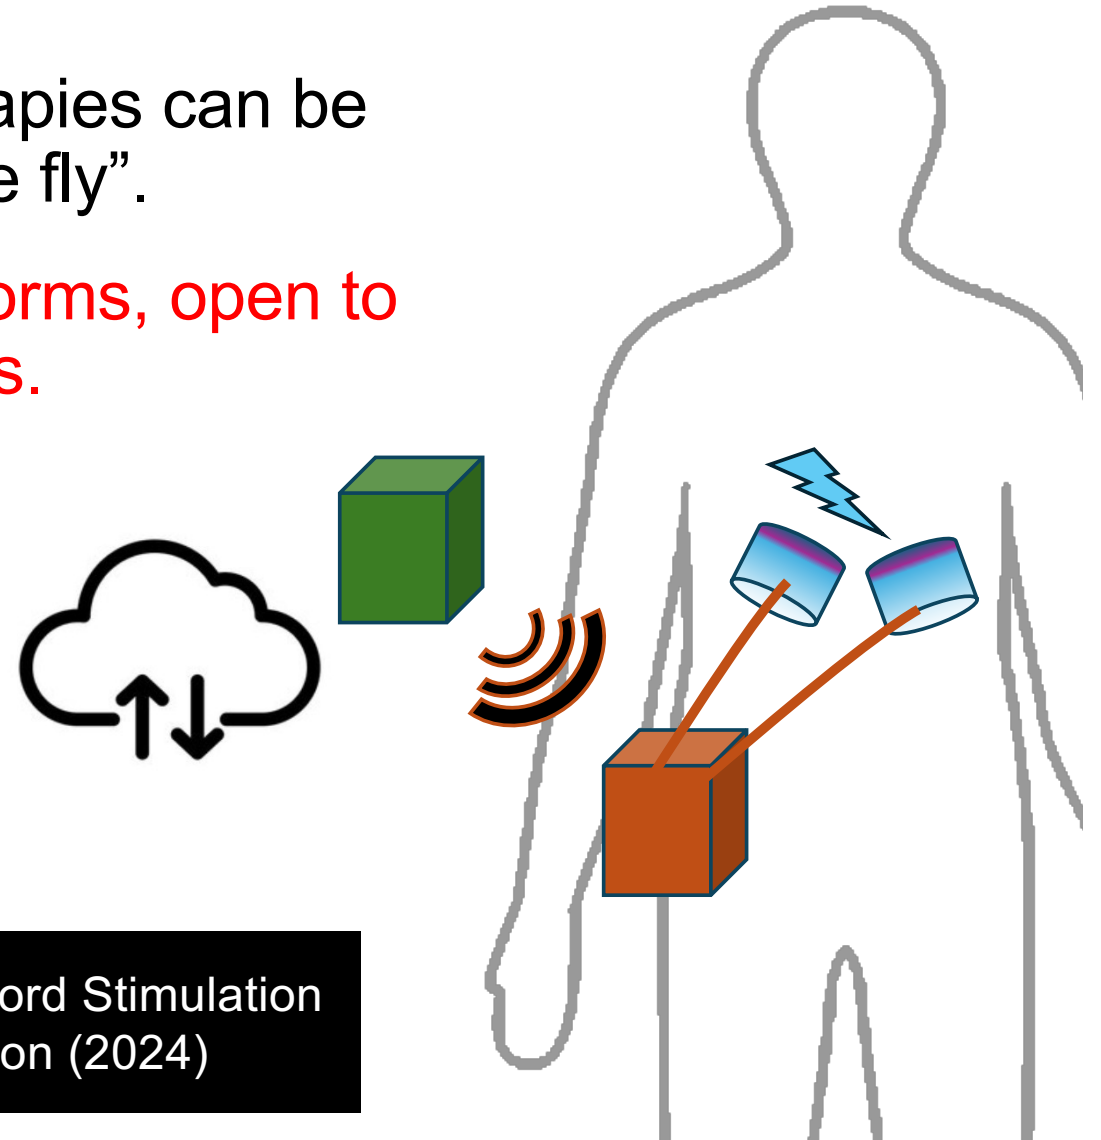 apies can be
e fly”.
orms, open to
s.
ord Stimulation
on (2024)